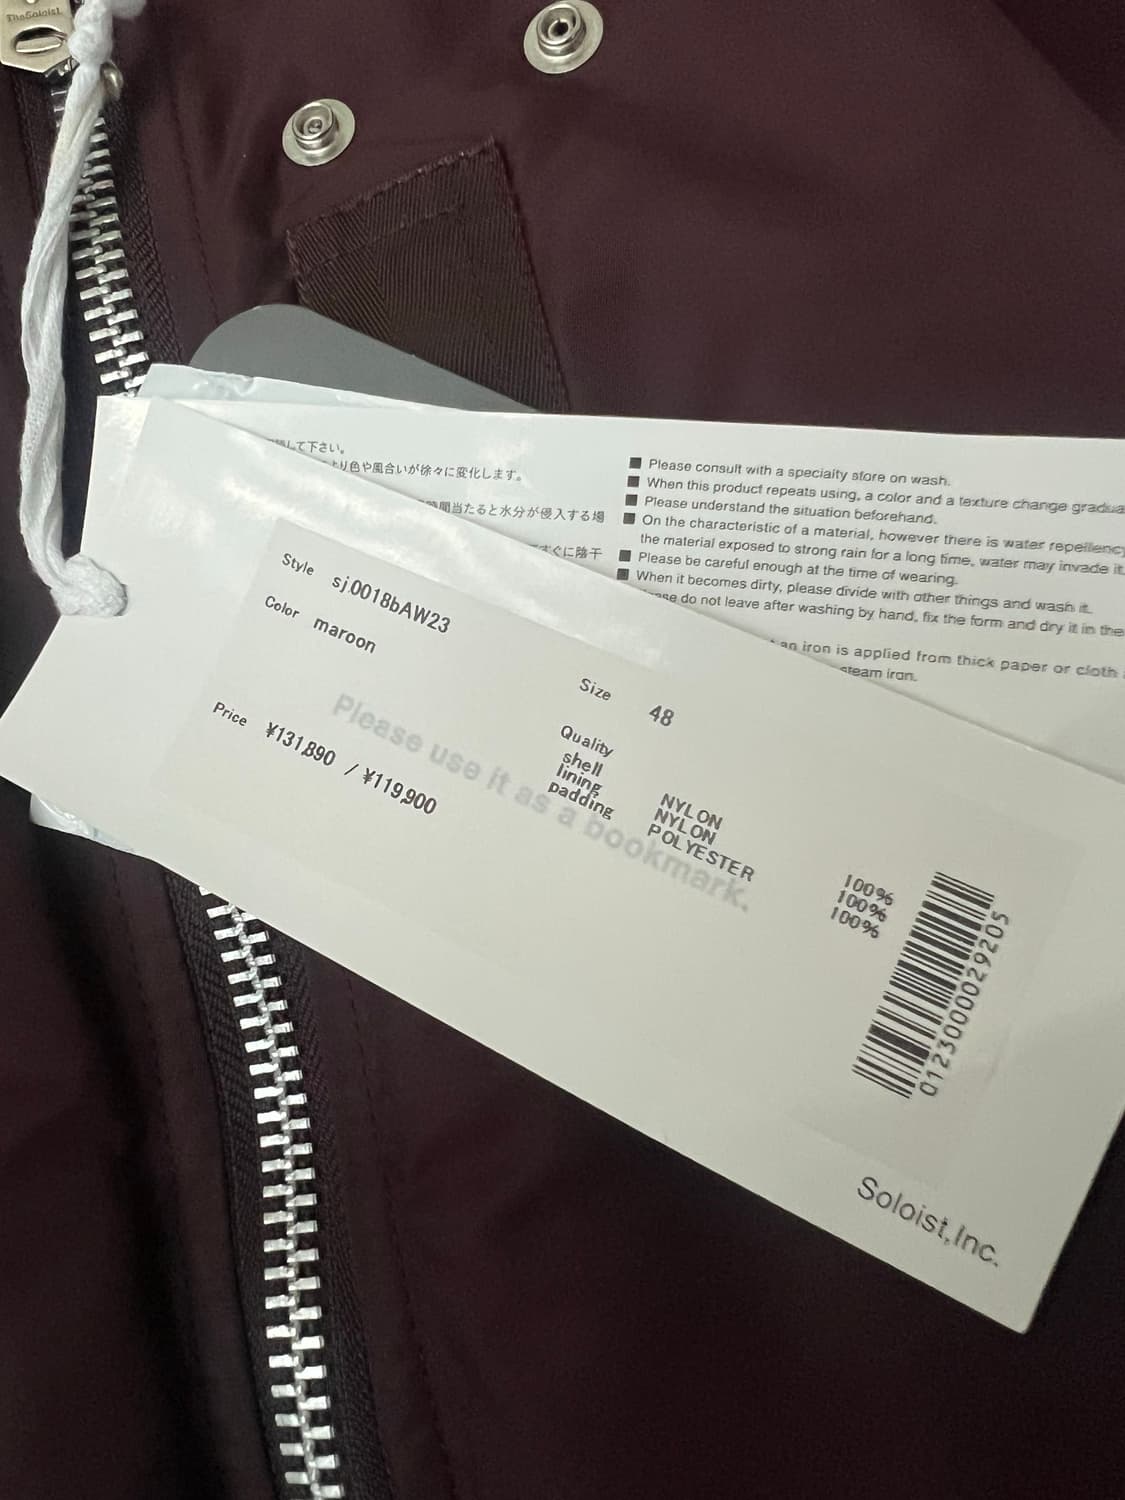 TheSoloist.
して下さい。
り色や風合いが徐々に変化します。
時間当たると水分が侵入する場
すぐに陰干
■ Please consult with a specialty store on wash.
■ When this product repeats using, a color and a texture change
■ Please understand the situation beforehand.
■ On the characteristic of a material, however there is water repellency
the material exposed to strong rain for a long time, water may invade it.
■ Please be careful enough at the time of wearing.
■ When it becomes dirty, please divide with other things and wash it.
do not leave after washing by hand, fix the form and dry it in the
an iron is applied from thick paper or cloth
steam iron.
Style sj.0018bAW23
Color maroon
Size 48
Price ¥131,890 / ¥119,900
Quality
shell NYLON 100%
lining NYLON 100%
padding POLYESTER 100%
Please use it as a bookmark.
0123000029205
Soloist,Inc.